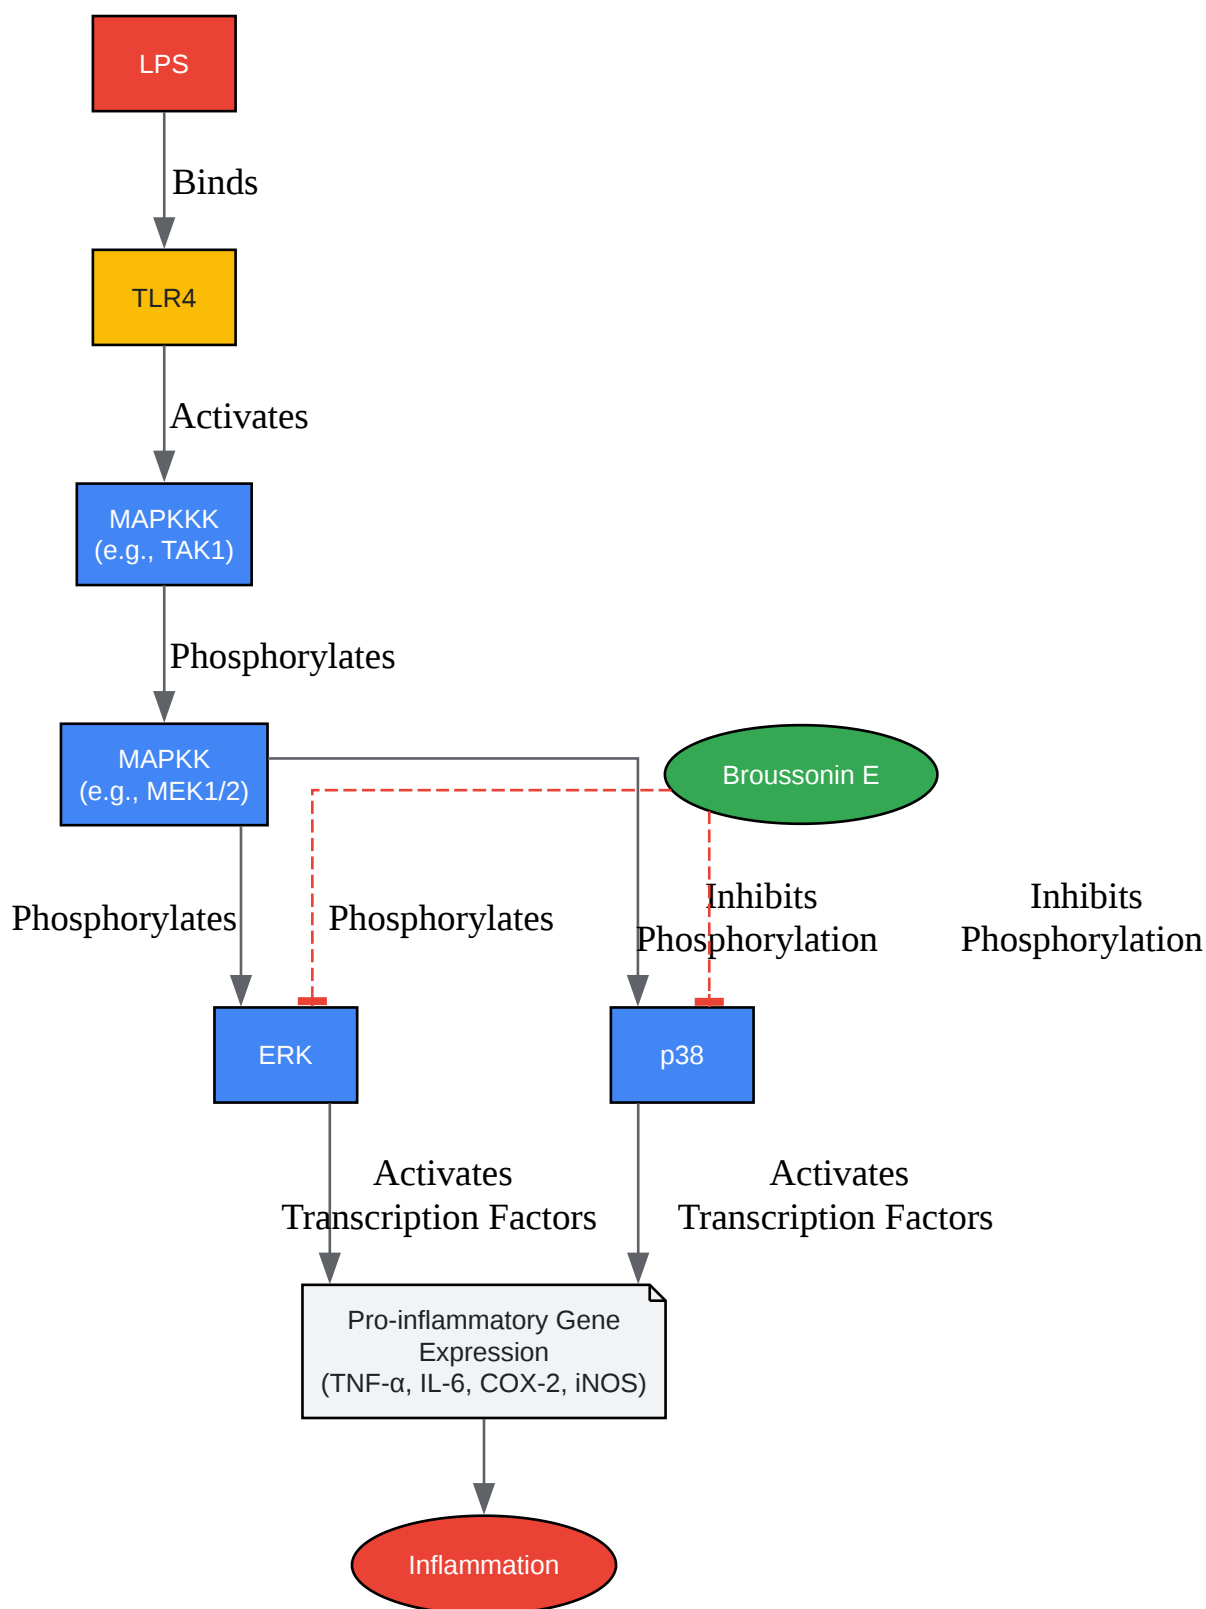 LPS
Binds
TLR4
Activates
MAPKKK
(e.g., TAK1)
Phosphorylates
MAPKK
(e.g., MEK1/2)
Broussonin E
Phosphorylates
Phosphorylates
Inhibits
Phosphorylation
Inhibits
Phosphorylation
ERK
p38
Activates
Transcription Factors
Activates
Transcription Factors
Pro-inflammatory Gene
Expression
(TNF-α, IL-6, COX-2, iNOS)
Inflammation